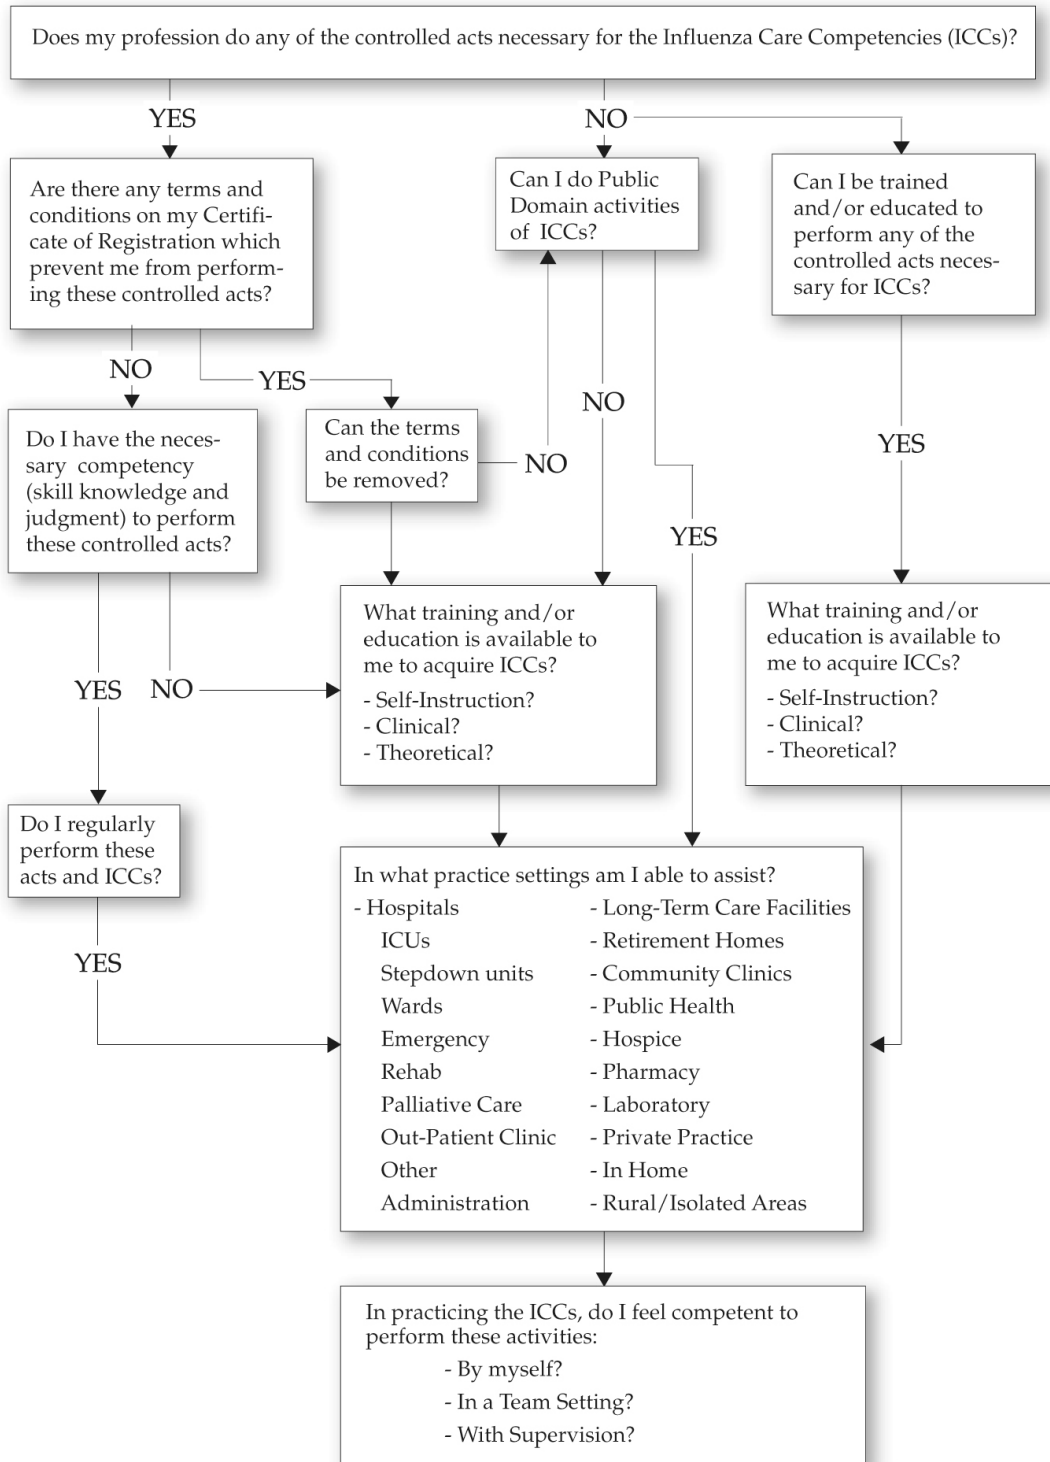 Does my profession do any of the controlled acts necessary for the Influenza Care Competencies (ICCs)?
YES
NO
Are there any terms and
conditions on my Certifi-
cate of Registration which
prevent me from perform-
ing these controlled acts?
Can I do Public
Domain activities
of ICCs?
Can I be trained
and/or educated to
perform any of the
controlled acts neces-
sary for ICCs?
NO
YES
NO
YES
Do I have the neces-
sary competency
(skill knowledge and
judgment) to perform
these controlled acts?
Can the terms
and conditions
be removed?
NO
YES
YES
NO
What training and/or
education is available to
me to acquire ICCs?
- Self-Instruction?
- Clinical?
- Theoretical?
What training and/or
education is available to
me to acquire ICCs?
- Self-Instruction?
- Clinical?
- Theoretical?
Do I regularly
perform these
acts and ICCs?
YES
In what practice settings am I able to assist?
- Hospitals
ICUs
Stepdown units
Wards
Emergency
Rehab
Palliative Care
Out-Patient Clinic
Other
Administration
- Long-Term Care Facilities
- Retirement Homes
- Community Clinics
- Public Health
- Hospice
- Pharmacy
- Laboratory
- Private Practice
- In Home
- Rural/Isolated Areas
In practicing the ICCs, do I feel competent to
perform these activities:
- By myself?
- In a Team Setting?
- With Supervision?